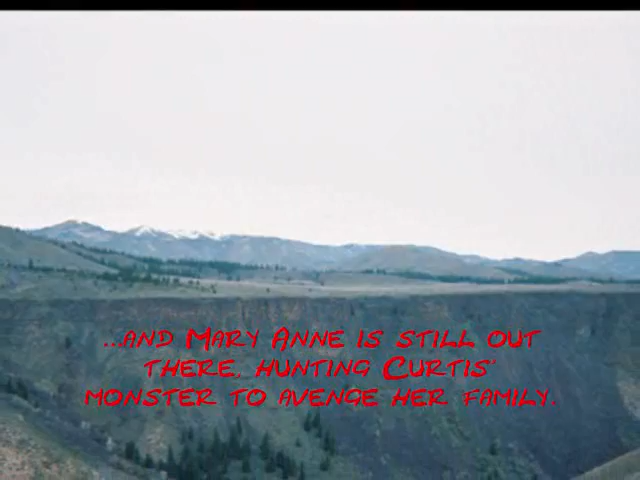 ...and Mary Anne is still out
there, hunting Curtis'
monster to avenge her family.